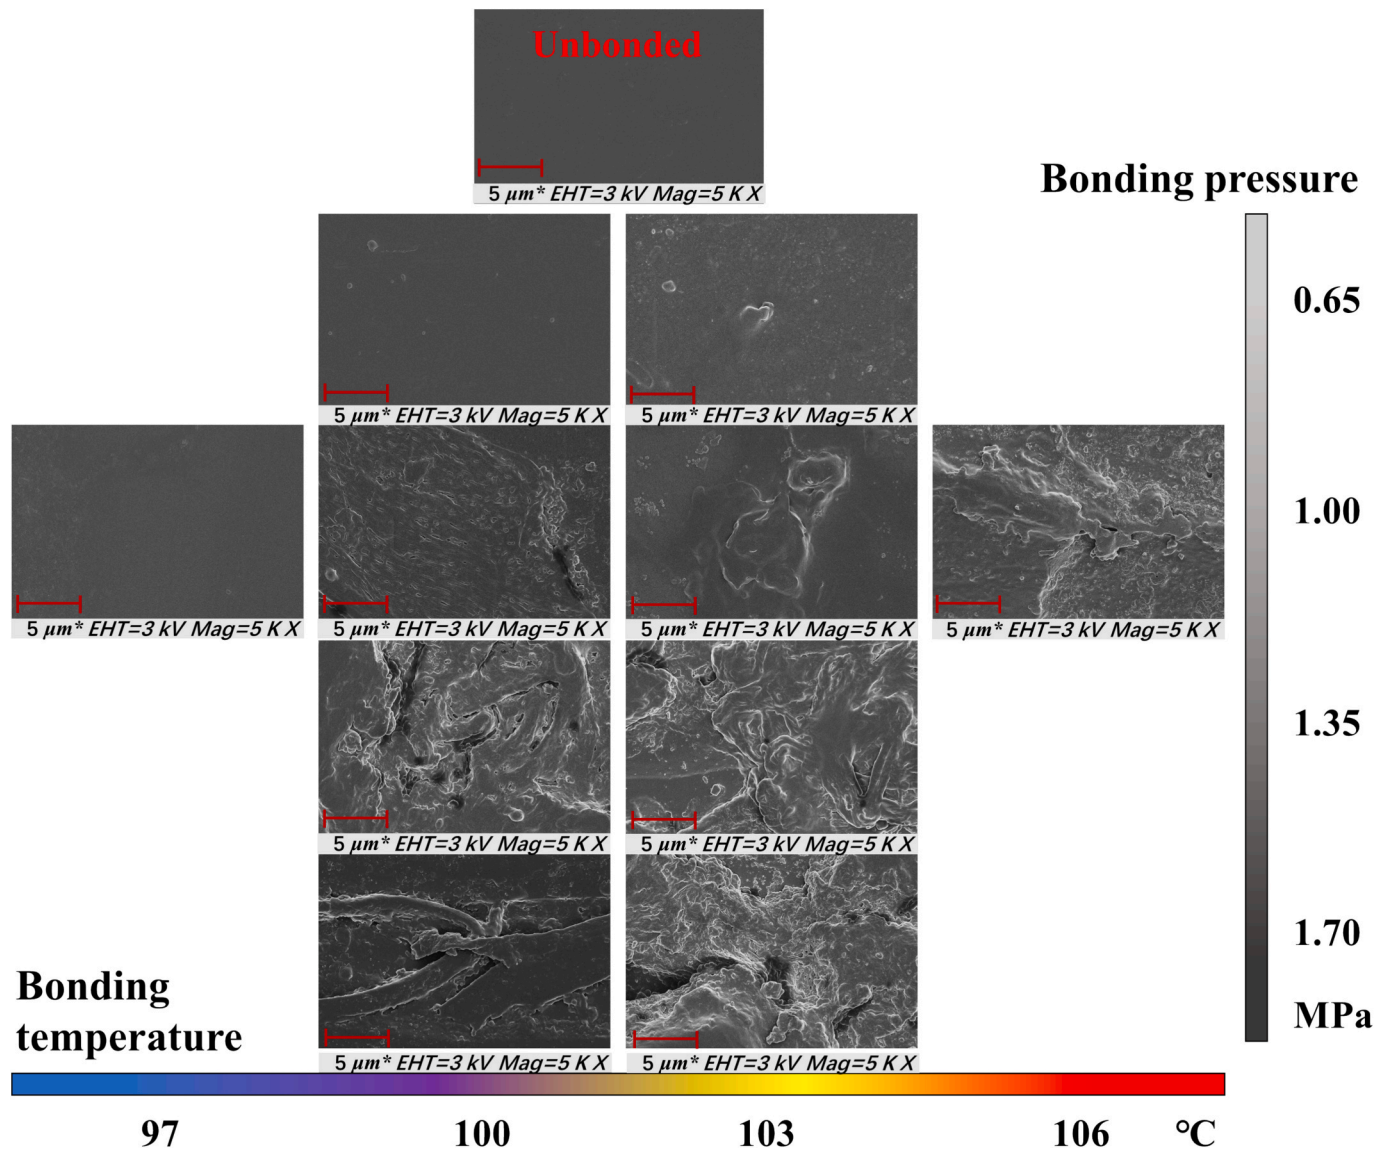 Unbonded
5 μm* EHT=3 kV Mag=5 K X
Bonding pressure
0.65
5 μm* EHT=3 kV Mag=5 K X
5 μm* EHT=3 kV Mag=5 K X
1.00
5 μm* EHT=3 kV Mag=5 K X
5 μm* EHT=3 kV Mag=5 K X
5 μm* EHT=3 kV Mag=5 K X
5 μm* EHT=3 kV Mag=5 K X
1.35
5 μm* EHT=3 kV Mag=5 K X
5 μm* EHT=3 kV Mag=5 K X
1.70
MPa
5 μm* EHT=3 kV Mag=5 K X
5 μm* EHT=3 kV Mag=5 K X
Bonding
temperature
97
100
103
106
°C